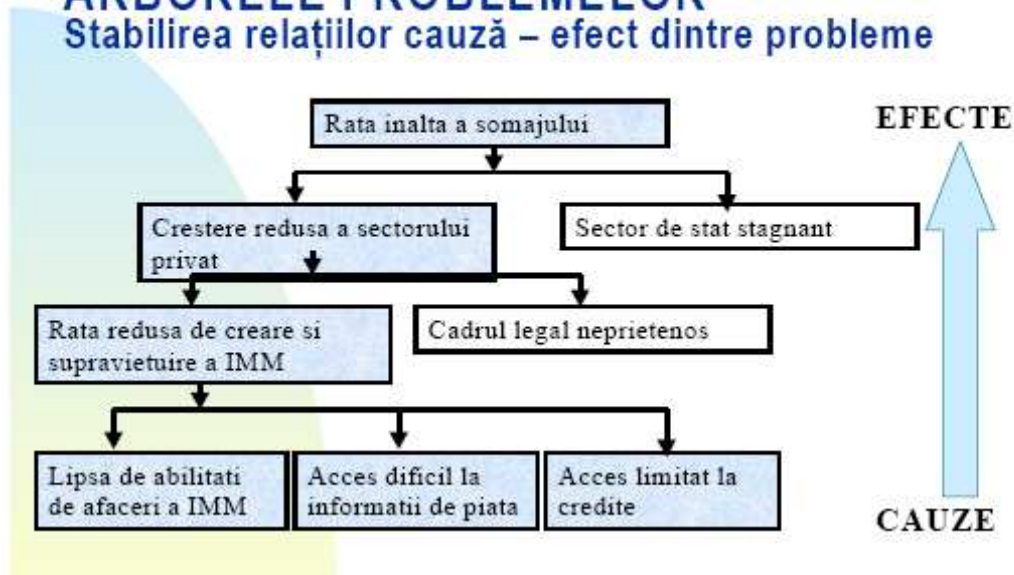 ARBORELE PROBLEMELOR
Stabilirea relațiilor cauză – efect dintre probleme
Rata inalta a somajului
EFECTE
Crestere redusa a sectorului
privat
Sector de stat stagnant
Rata redusa de creare si
supravietuire a IMM
Cadrul legal neprietenos
Lipsa de abilitati
de afaceri a IMM
Acces dificil la
informatii de piata
Acces limitat la
credite
CAUZE